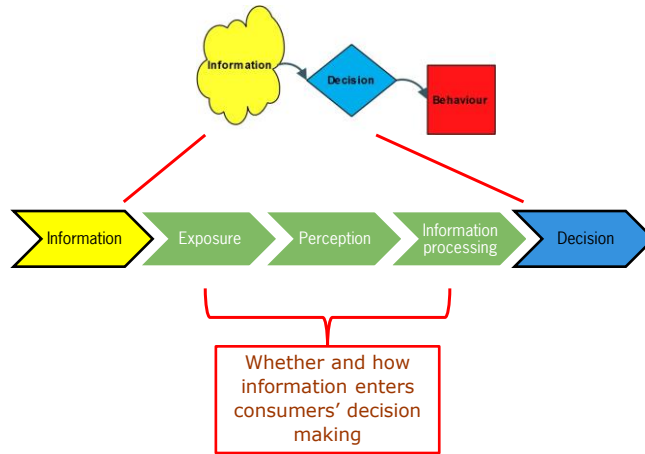 Information
Decision
Behaviour
Information
Exposure
Perception
Information
processing
Decision
Whether and how
information enters
consumers’ decision
making